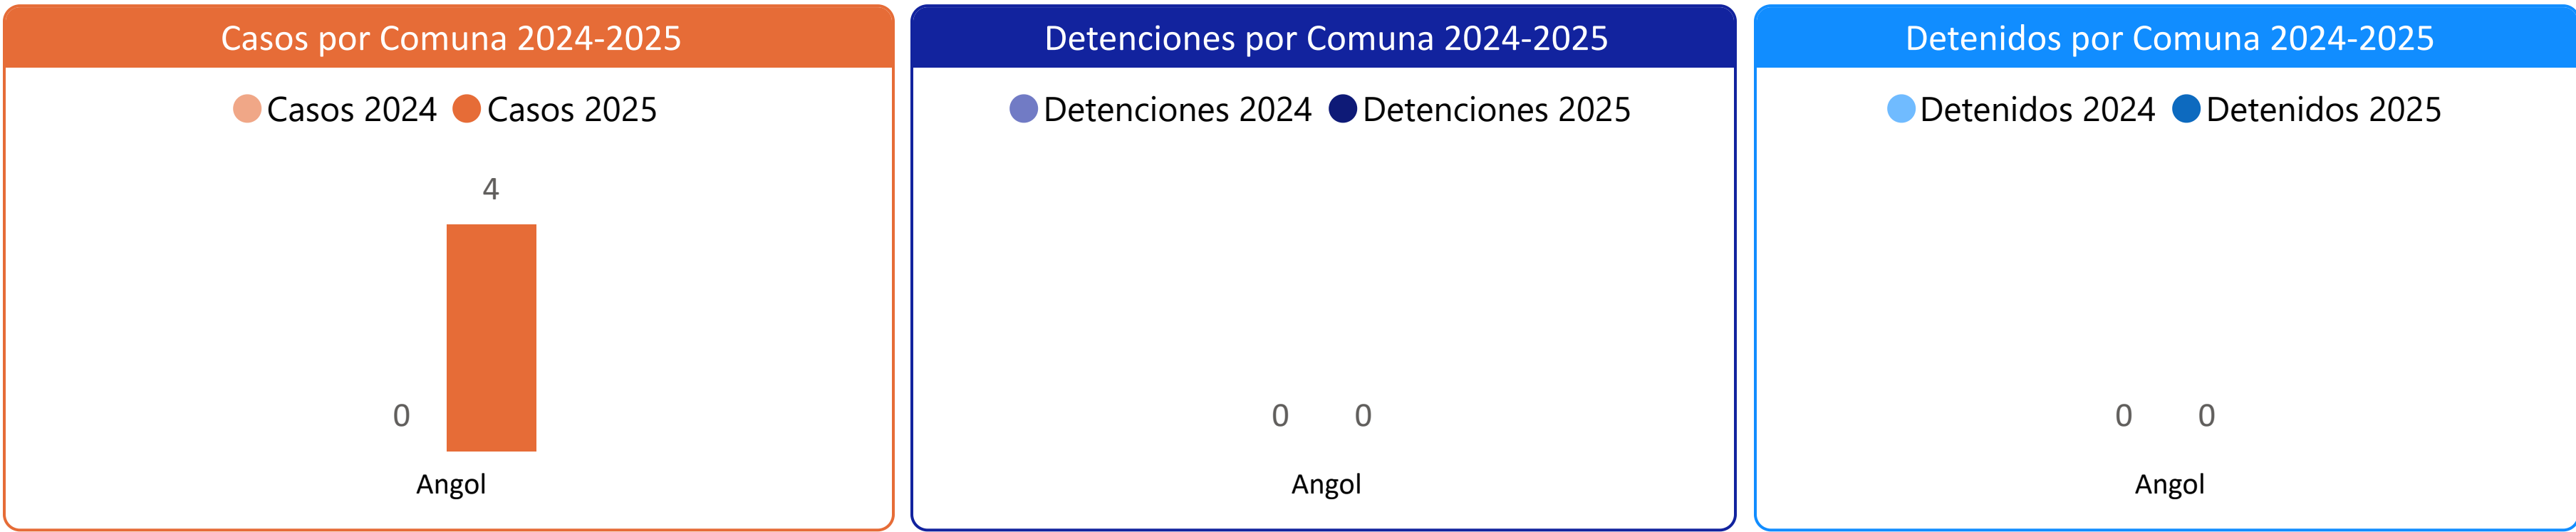 Casos por Comuna 2024-2025
Casos 2024 Casos 2025
4
0
Angol
Detenciones por Comuna 2024-2025
Detenciones 2024 Detenciones 2025
0 0
Angol
Detenidos por Comuna 2024-2025
Detenidos 2024 Detenidos 2025
0 0
Angol